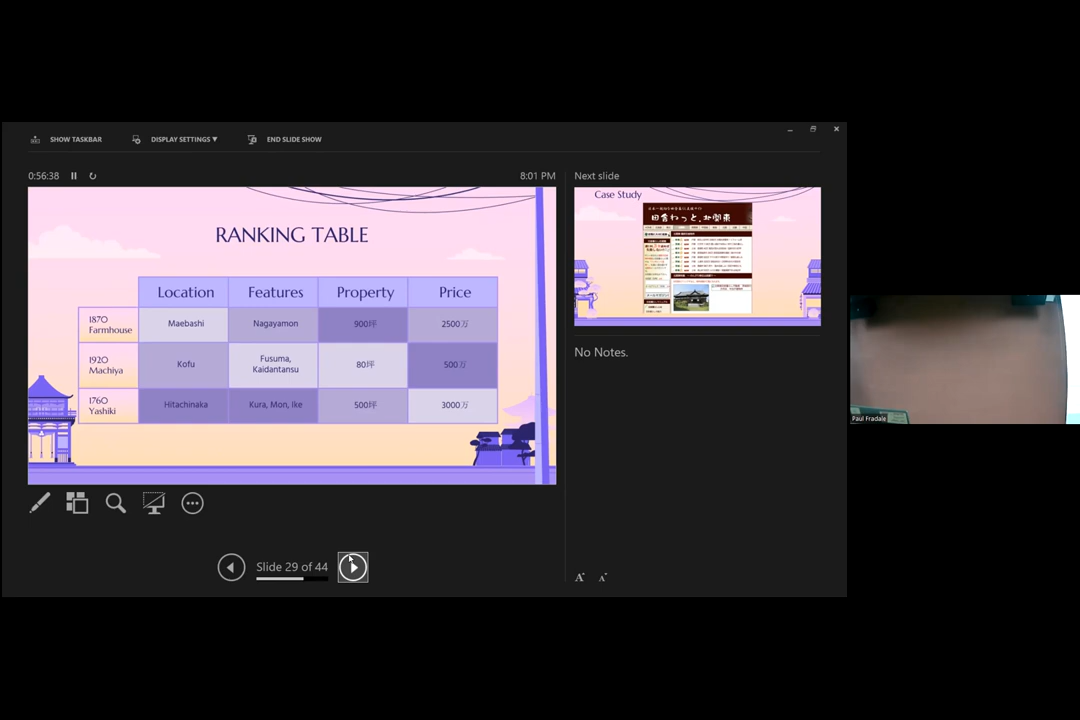 SHOW TASKBAR
DISPLAY SETTINGS ▼
END SLIDE SHOW
0:56:38
8:01 PM
RANKING TABLE
Location Features Property Price
1870 Farmhouse Maebashi Nagayamon 900坪 2500万
1920 Machiya Kofu Fusuma, Kaidantansu 80坪 500万
1760 Yashiki Hitachinaka Kura, Mon, Ike 500坪 3000万
Slide 29 of 44
Next slide
Case Study
田舎ねっと.北関東
No Notes.
A A
Paul Fradale